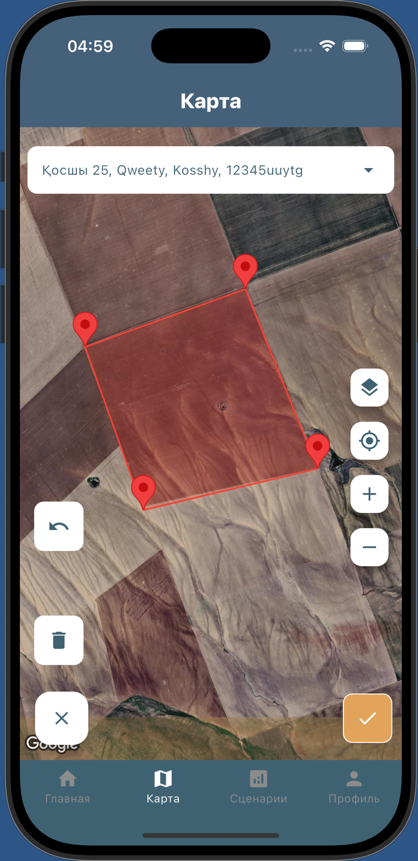 04:59
Карта
Қосшы 25, Qweety, Kosshy, 12345uuytg
Google
Главная
Карта
Сценарии
Профиль